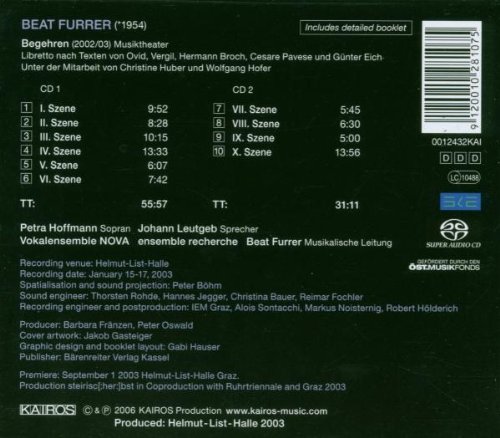 BEAT FURRER (*1954)
Includes detailed booklet
Begehren (2002/03) Musiktheater
Libretto nach Texten von Ovid, Vergil, Hermann Broch, Cesare Pavese und Günter Eich
Unter der Mitarbeit von Christine Huber und Wolfgang Hofer
CD 1
1 I. Szene 9:52
2 II. Szene 8:28
3 III. Szene 10:15
4 IV. Szene 13:33
5 V. Szene 6:07
6 VI. Szene 7:42
TT: 55:57
CD 2
7 VII. Szene 5:45
8 VIII. Szene 6:30
9 IX. Szene 5:00
10 X. Szene 13:56
TT: 31:11
9120010281075
0012432KAI
D D D
LC 10488
SUPER AUDIO CD
GEFÖRDERT DURCH DEN
ÖST.MUSIKFONDS
Petra Hoffmann Sopran Johann Leutgeb Sprecher
Vokalensemble NOVA ensemble recherche Beat Furrer Musikalische Leitung
Recording venue: Helmut-List-Halle
Recording date: January 15-17, 2003
Spatialisation and sound projection: Peter Böhm
Sound engineer: Thorsten Rohde, Hannes Jegger, Christina Bauer, Reimar Fochler
Recording engineer and postproduction: IEM Graz, Alois Sontacchi, Markus Noisternig, Robert Hölderich
Producer: Barbara Fränzen, Peter Oswald
Cover artwork: Jakob Gasteiger
Graphic design and booklet layout: Gabi Hauser
Publisher: Bärenreiter Verlag Kassel
Premiere: September 1 2003 Helmut-List-Halle Graz.
Production steirisc[:her:]bst in Coproduction with Ruhrtriennale and Graz 2003
KAIROS © & ℗ 2006 KAIROS Production www.kairos-music.com
Produced: Helmut-List-Halle 2003